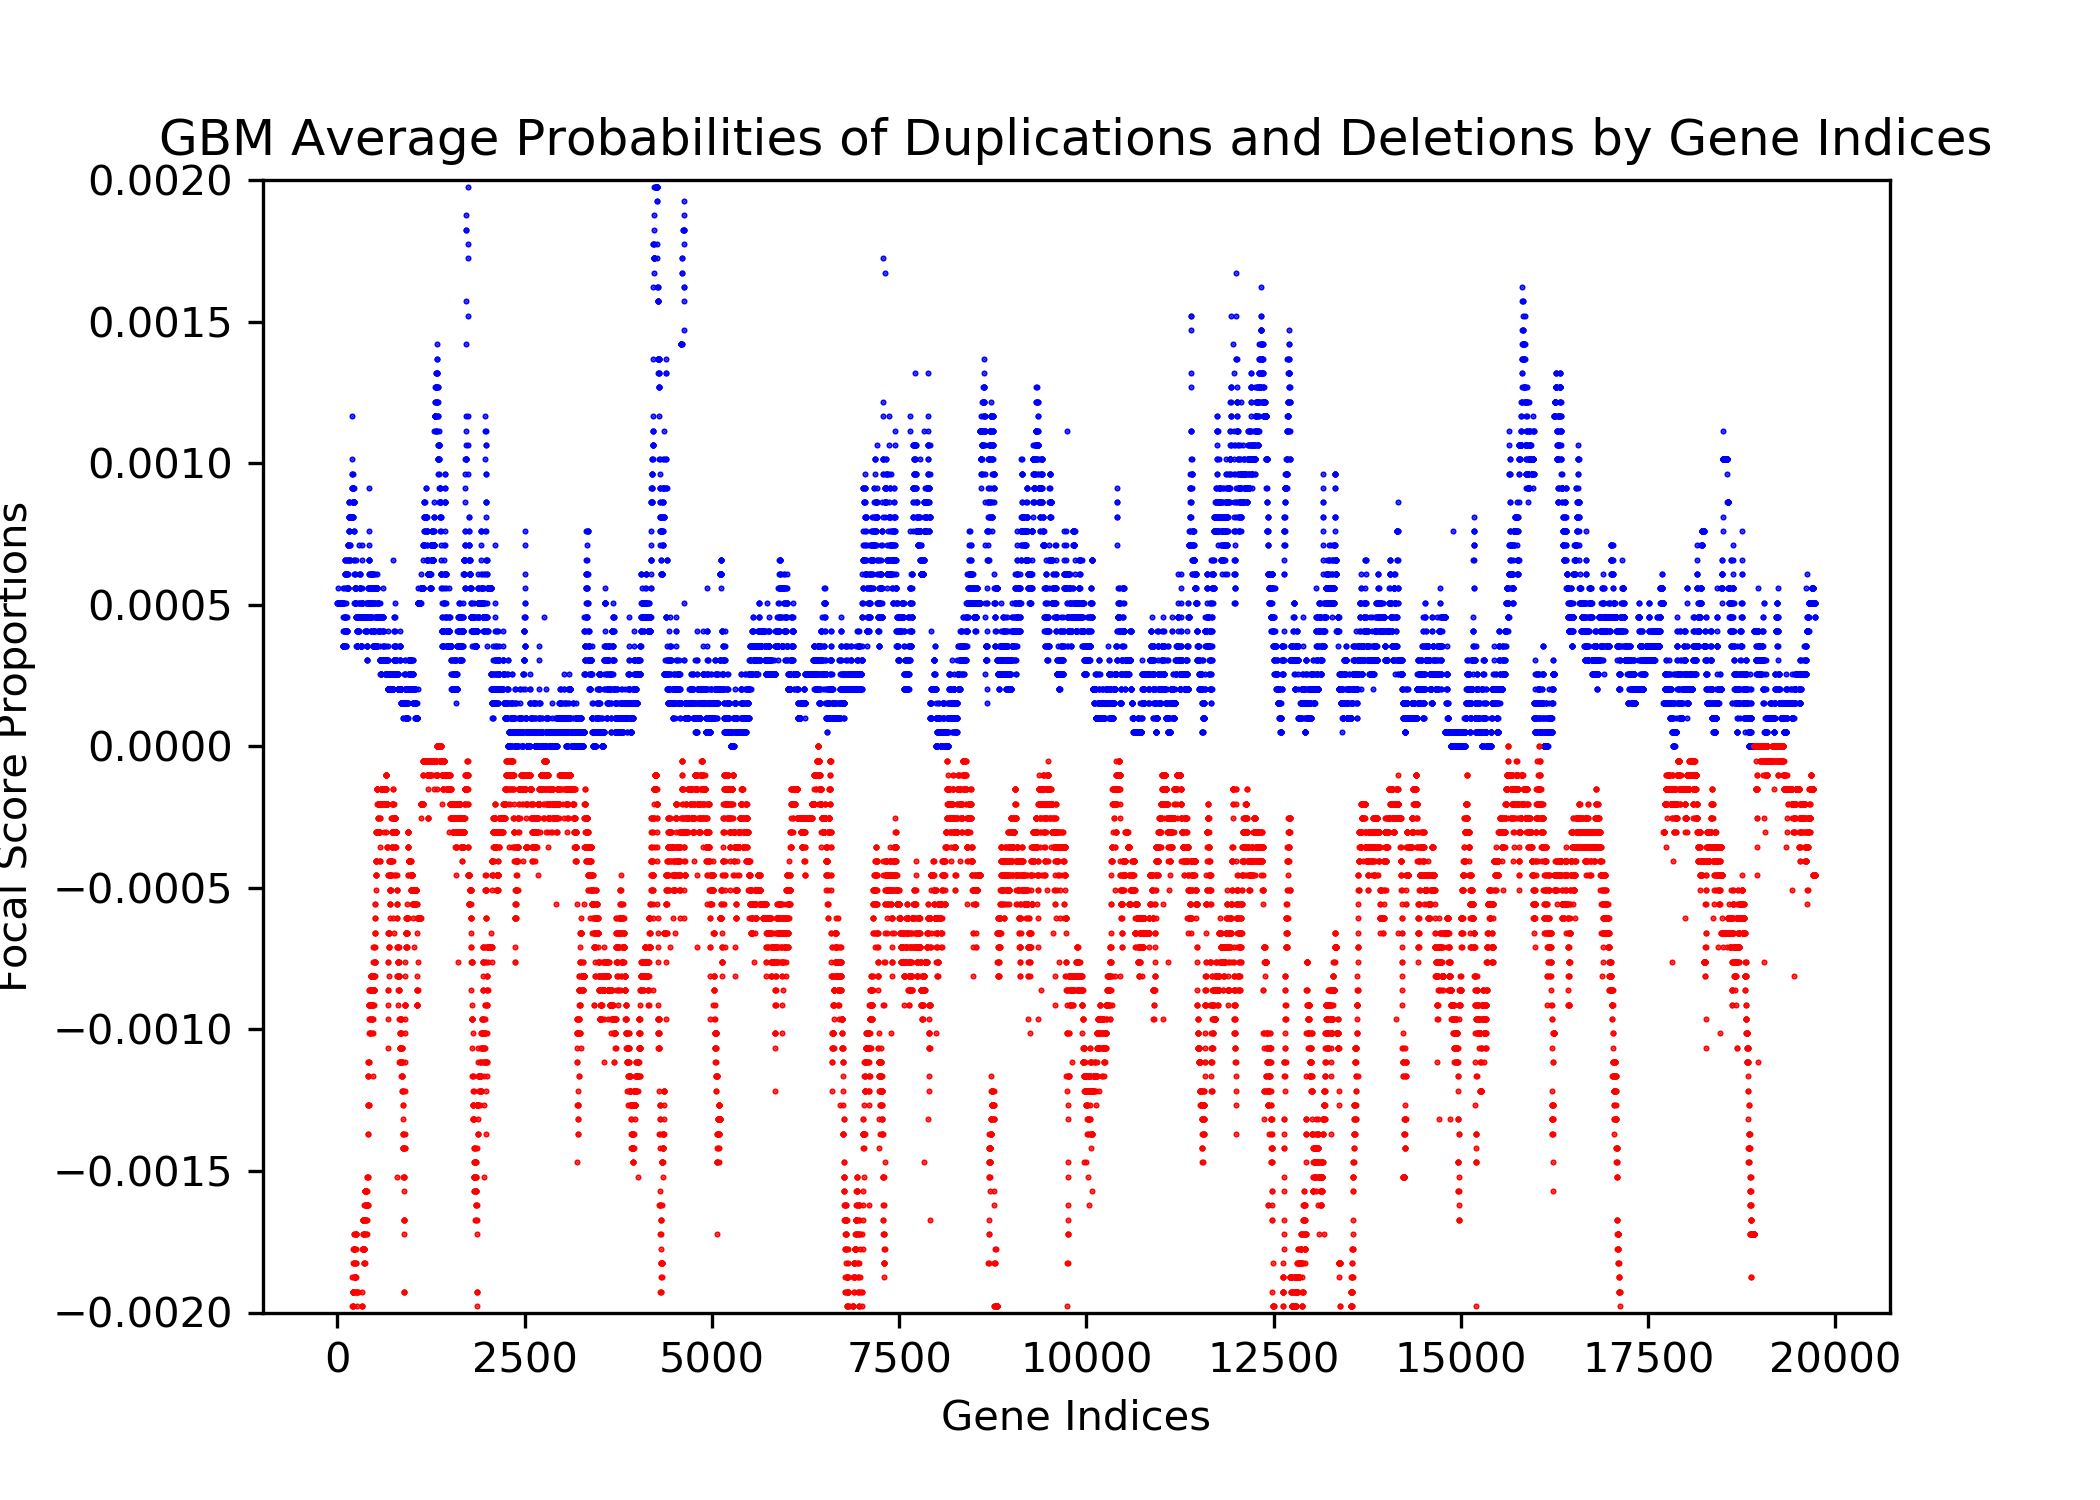 GBM Average Probabilities of Duplications and Deletions by Gene Indices
0.0020
0.0015
0.0010
0.0005
0.0000
−0.0005
−0.0010
−0.0015
−0.0020
Focal Score Proportions
0 2500 5000 7500 10000 12500 15000 17500 20000
Gene Indices